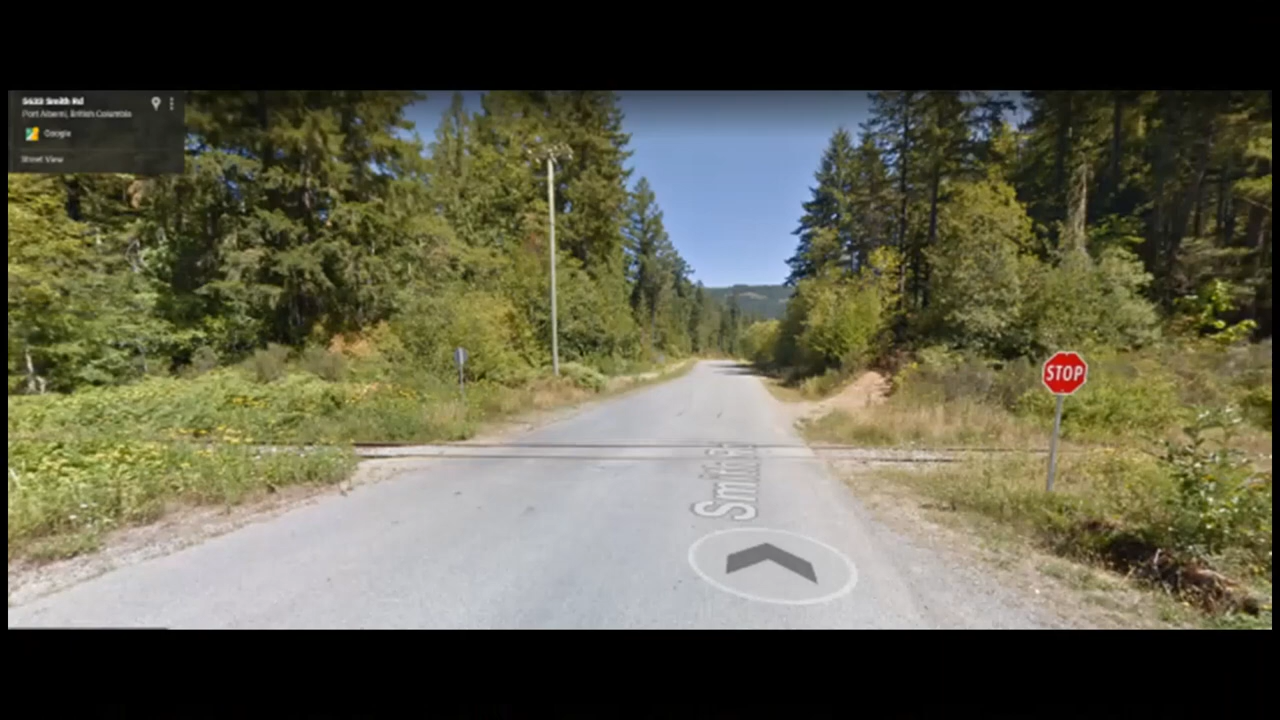 5633 Smith Rd
Port Alberni, British Columbia
Google
Street View
STOP
Smith Rd